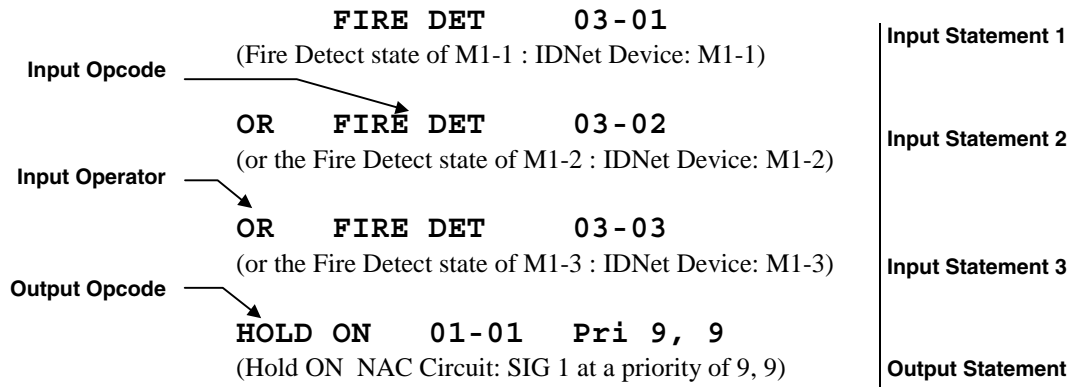 FIRE DET 03-01
Input Statement 1
(Fire Detect state of M1-1 : IDNet Device: M1-1)
Input Opcode
OR FIRE DET 03-02
Input Statement 2
(or the Fire Detect state of M1-2 : IDNet Device: M1-2)
Input Operator
OR FIRE DET 03-03
(or the Fire Detect state of M1-3 : IDNet Device: M1-3)
Input Statement 3
Output Opcode
HOLD ON 01-01 Pri 9, 9
(Hold ON NAC Circuit: SIG 1 at a priority of 9, 9)
Output Statement